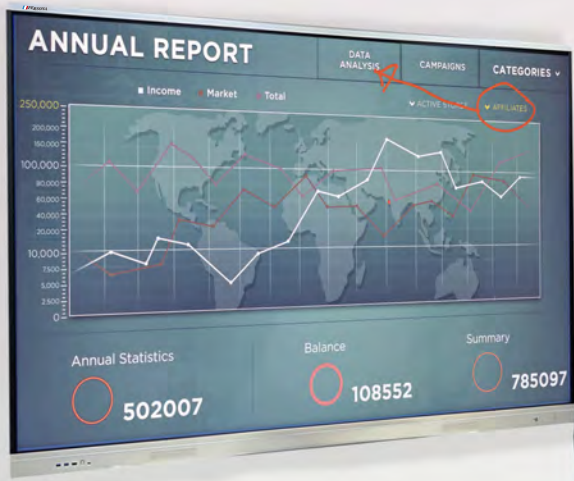 ANNUAL REPORT
DATA
ANALYSIS
CAMPAIGNS
CATEGORIES
Income
Market
Total
AFFILIATES
250,000
200,000
150,000
100,000
80,000
60,000
40,000
20,000
10,000
7,500
5,000
2,500
0
Annual Statistics
502007
Balance
108552
Summary
785097